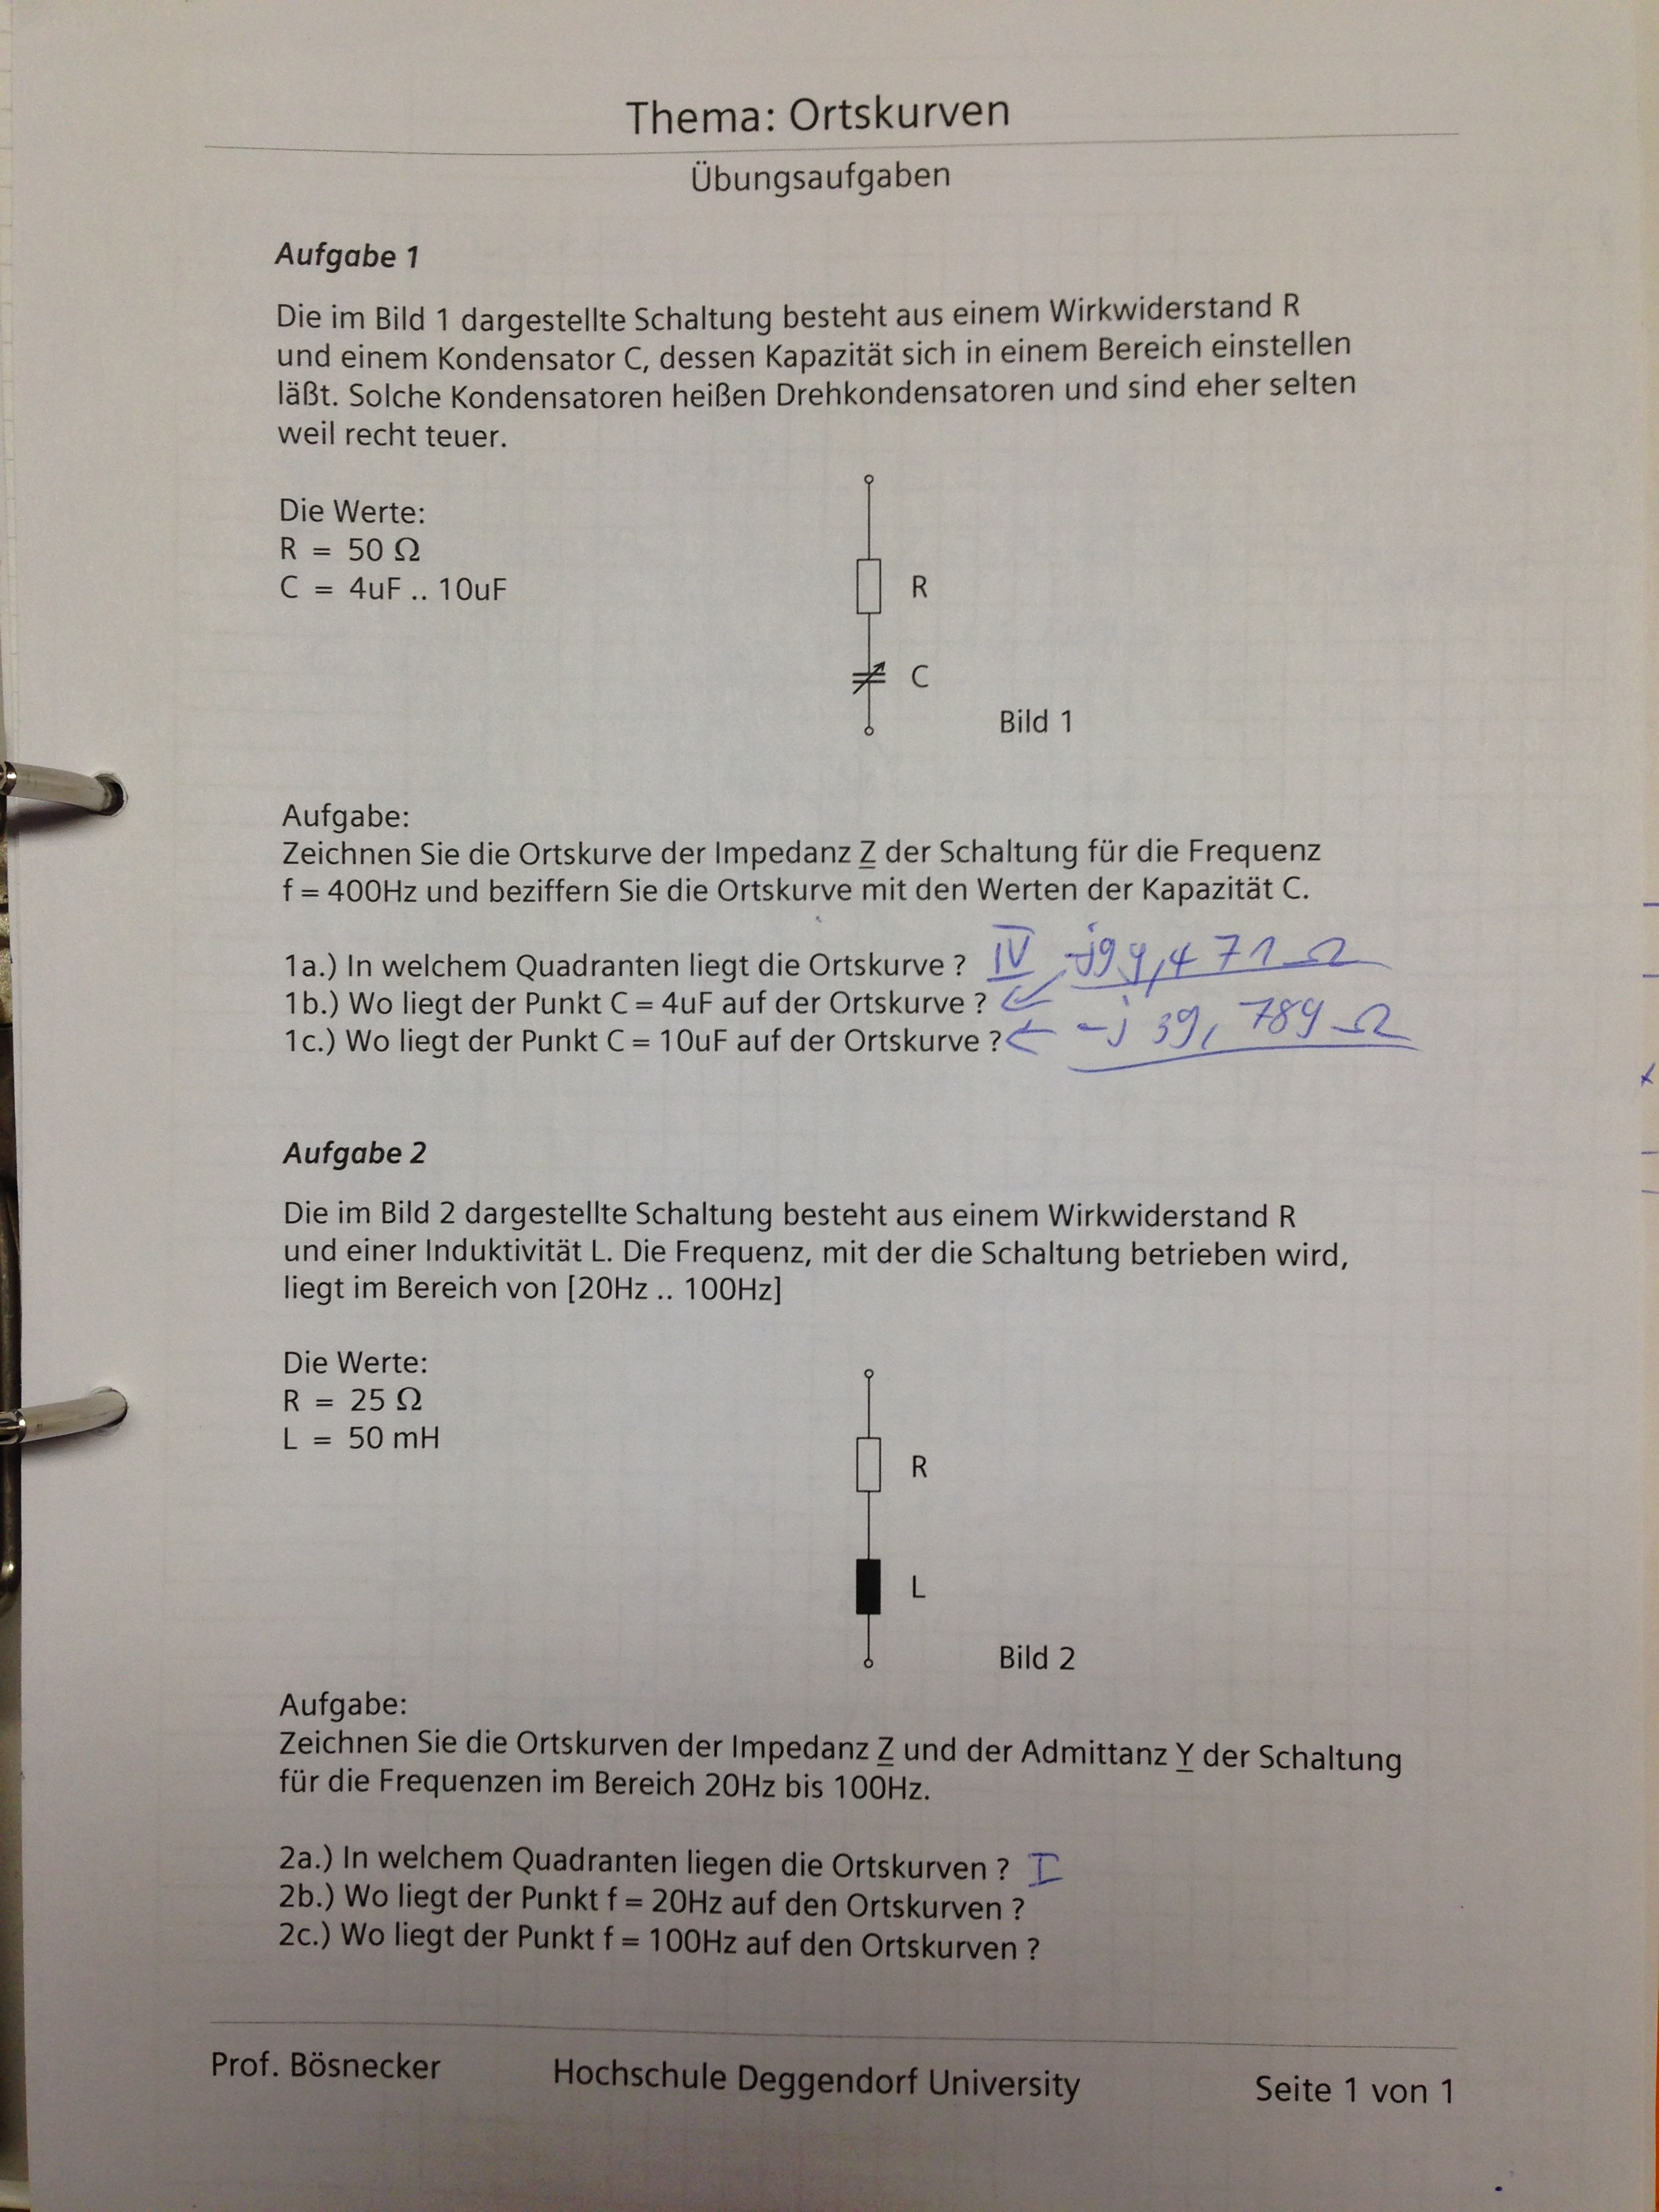 Thema: Ortskurven
Übungsaufgaben
Aufgabe 1
Die im Bild 1 dargestellte Schaltung besteht aus einem Wirkwiderstand R
und einem Kondensator C, dessen Kapazität sich in einem Bereich einstellen
läßt. Solche Kondensatoren heißen Drehkondensatoren und sind eher selten
weil recht teuer.
Die Werte:
R = 50 Ω
C = 4uF .. 10uF
R
C
Bild 1
Aufgabe:
Zeichnen Sie die Ortskurve der Impedanz Z der Schaltung für die Frequenz
f = 400Hz und beziffern Sie die Ortskurve mit den Werten der Kapazität C.
1a.) In welchem Quadranten liegt die Ortskurve ? IV -j99,471 Ω
1b.) Wo liegt der Punkt C = 4uF auf der Ortskurve ?
1c.) Wo liegt der Punkt C = 10uF auf der Ortskurve ? ← -j 39,789 Ω
Aufgabe 2
Die im Bild 2 dargestellte Schaltung besteht aus einem Wirkwiderstand R
und einer Induktivität L. Die Frequenz, mit der die Schaltung betrieben wird,
liegt im Bereich von [20Hz .. 100Hz]
Die Werte:
R = 25 Ω
L = 50 mH
R
L
Bild 2
Aufgabe:
Zeichnen Sie die Ortskurven der Impedanz Z und der Admittanz Y der Schaltung
für die Frequenzen im Bereich 20Hz bis 100Hz.
2a.) In welchem Quadranten liegen die Ortskurven ? I
2b.) Wo liegt der Punkt f = 20Hz auf den Ortskurven ?
2c.) Wo liegt der Punkt f = 100Hz auf den Ortskurven ?
Prof. Bösnecker Hochschule Deggendorf University Seite 1 von 1